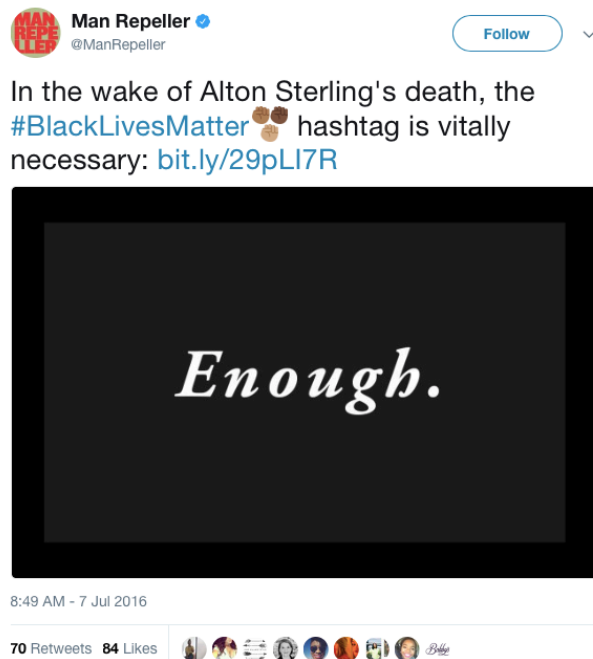 MAN
REPE
LLER
Man Repeller
@ManRepeller
Follow
In the wake of Alton Sterling's death, the
#BlackLivesMatter✊🏾✊🏿✊🏼 hashtag is vitally
necessary: bit.ly/29pLI7R
Enough.
8:49 AM - 7 Jul 2016
70 Retweets 84 Likes